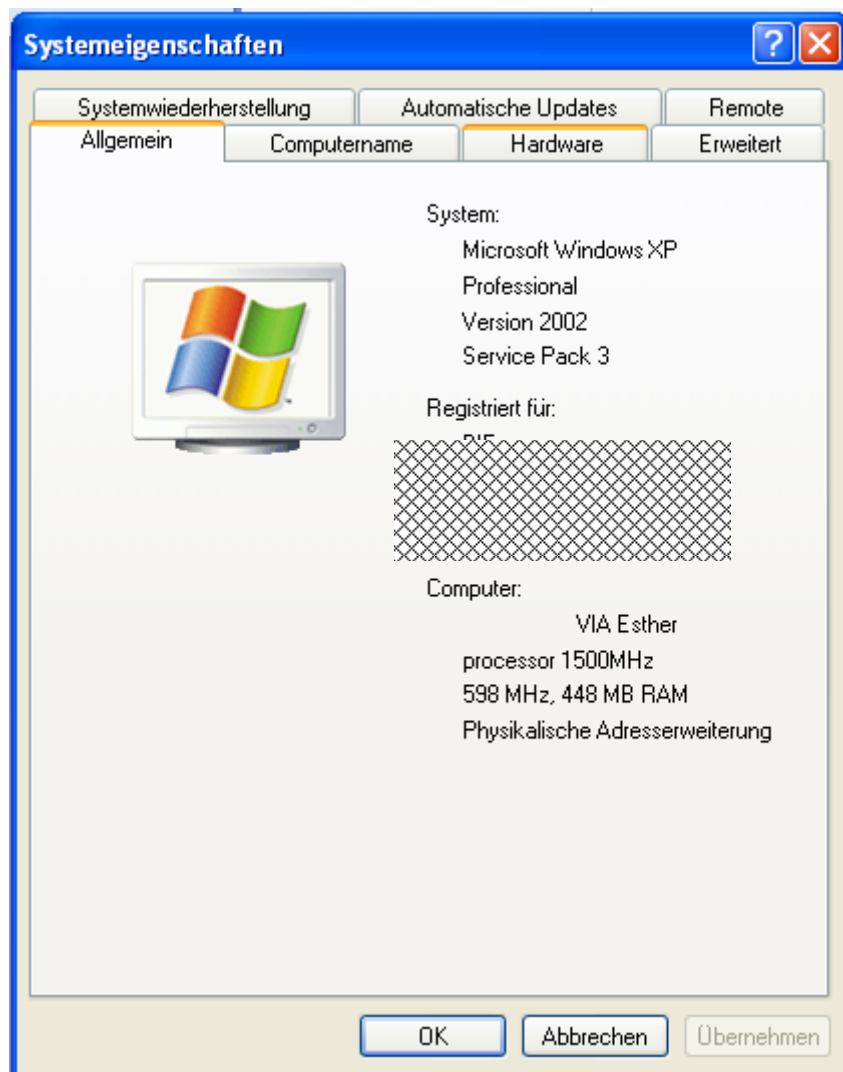 Systemeigenschaften
Systemwiederherstellung Automatische Updates Remote
Allgemein Computername Hardware Erweitert
System:
Microsoft Windows XP
Professional
Version 2002
Service Pack 3
Registriert für:
Computer:
VIA Esther
processor 1500MHz
598 MHz, 448 MB RAM
Physikalische Adresserweiterung
OK Abbrechen Übernehmen